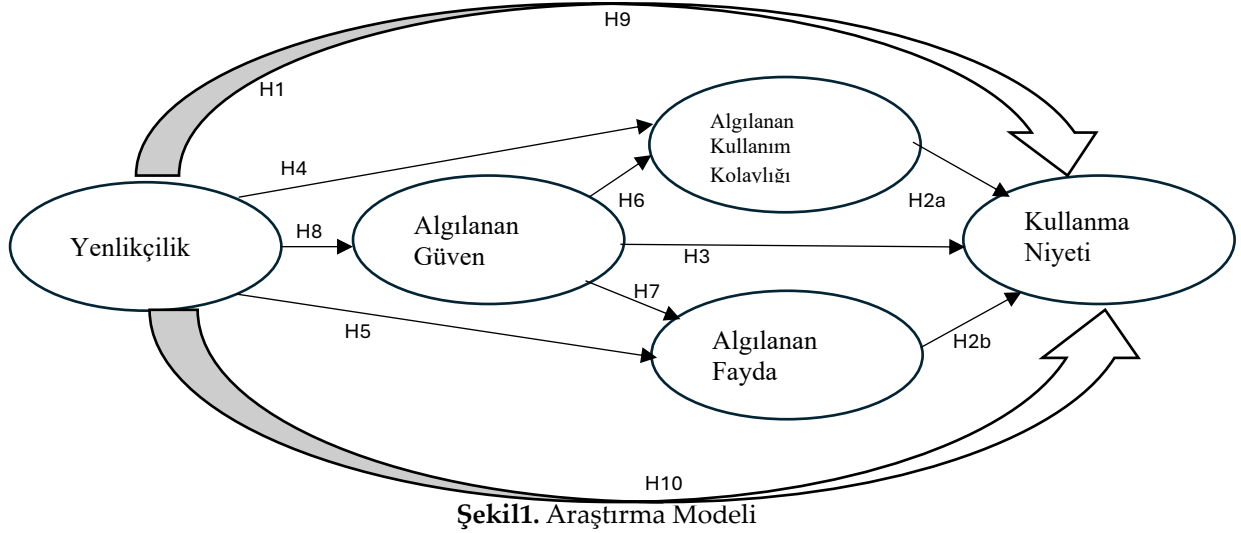 H9
H1
Algılanan
Kullanım
Kolaylığı
H4
H6
H2a
Yenlikçilik
H8
Algılanan
Güven
H3
Kullanma
Niyeti
H7
H5
Algılanan
Fayda
H2b
H10
Şekil1. Araştırma Modeli